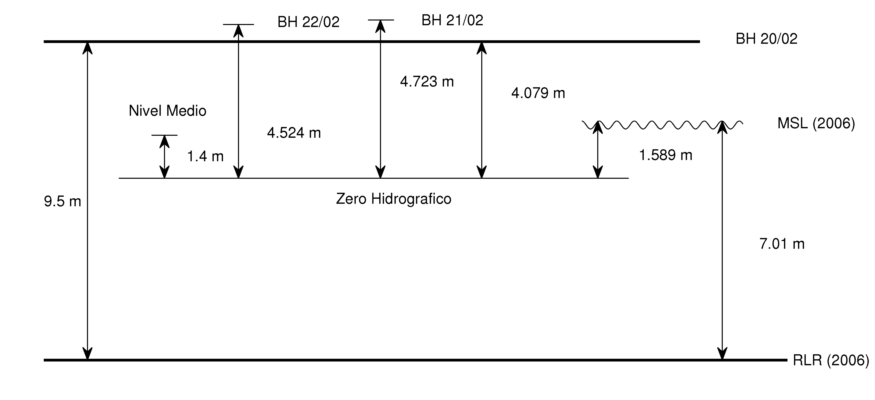 BH 22/02
BH 21/02
BH 20/02
4.723 m
4.079 m
Nivel Medio
MSL (2006)
4.524 m
1.4 m
1.589 m
9.5 m
Zero Hidrografico
7.01 m
RLR (2006)